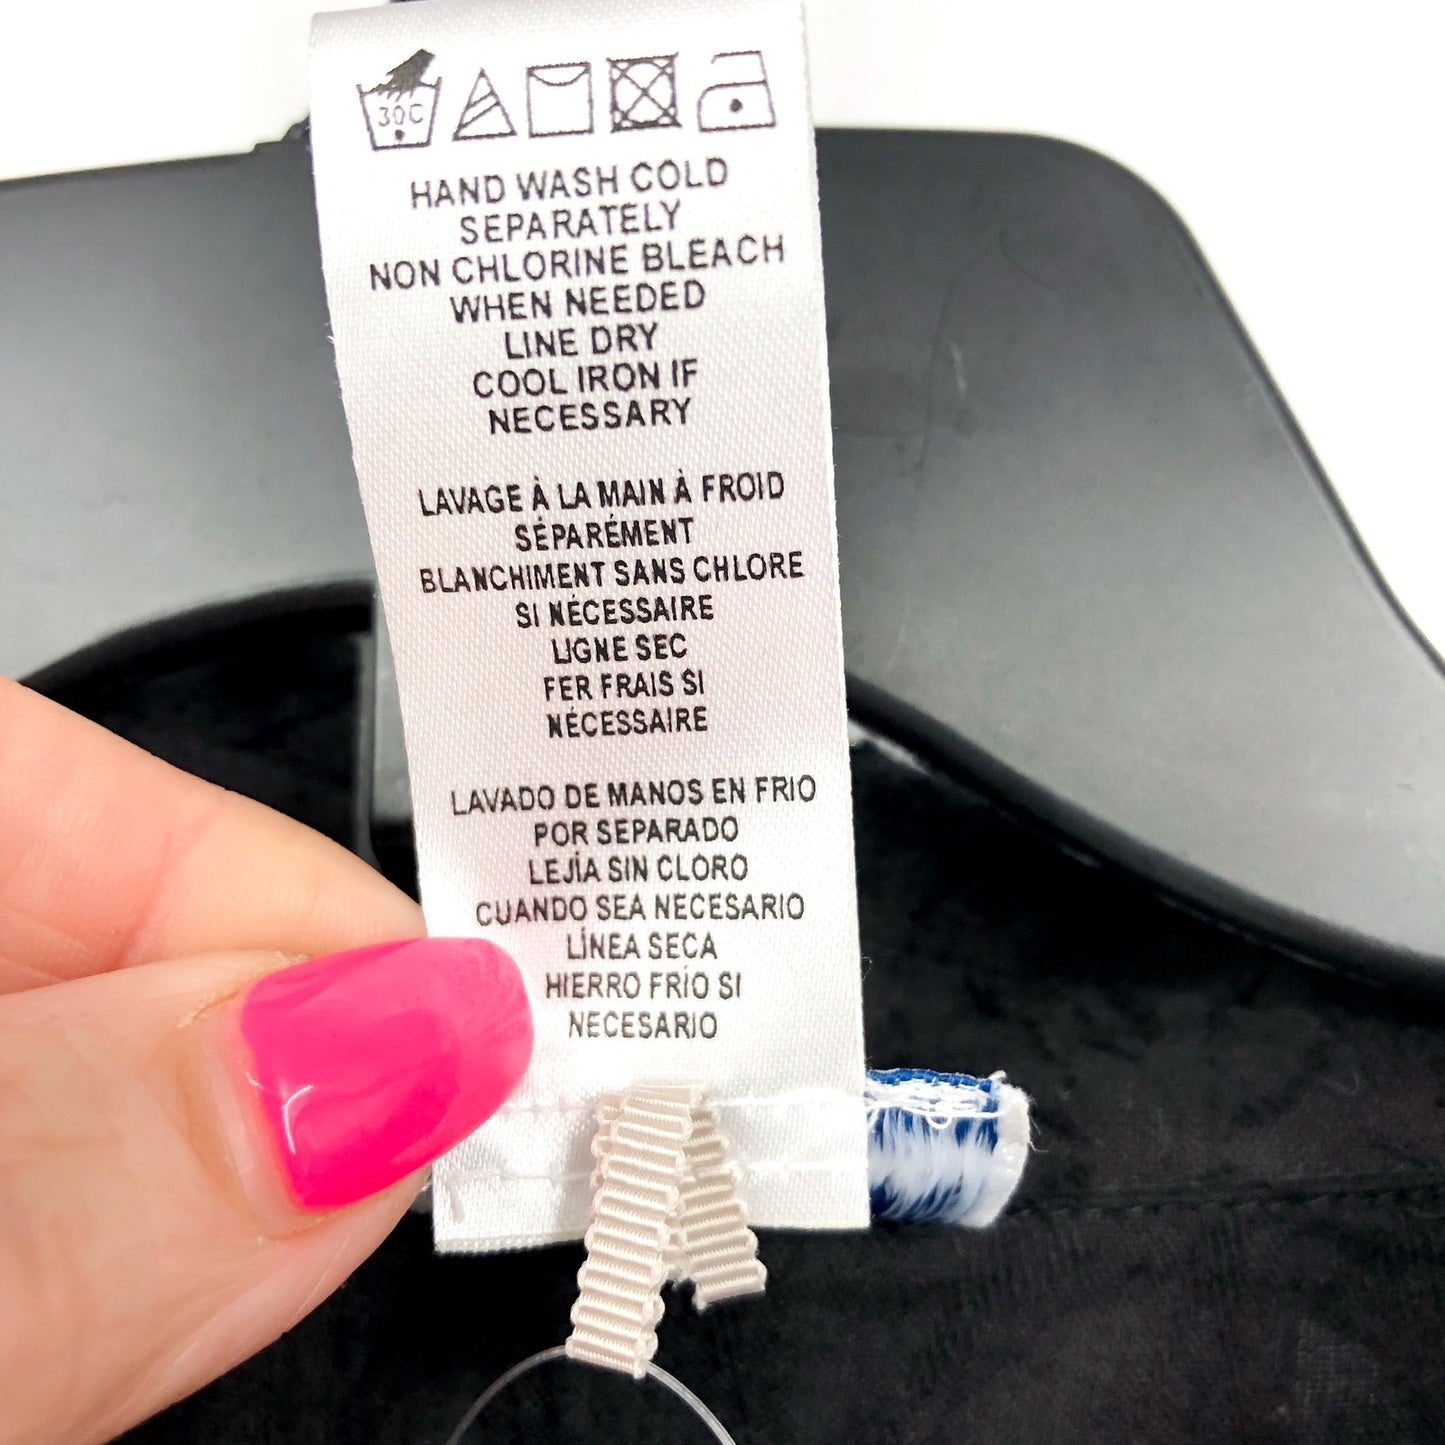 30C
HAND WASH COLD
SEPARATELY
NON CHLORINE BLEACH
WHEN NEEDED
LINE DRY
COOL IRON IF
NECESSARY
LAVAGE À LA MAIN À FROID
SÉPARÉMENT
BLANCHIMENT SANS CHLORE
SI NÉCESSAIRE
LIGNE SEC
FER FRAIS SI
NÉCESSAIRE
LAVADO DE MANOS EN FRIO
POR SEPARADO
LEJÍA SIN CLORO
CUANDO SEA NECESARIO
LÍNEA SECA
HIERRO FRÍO SI
NECESARIO